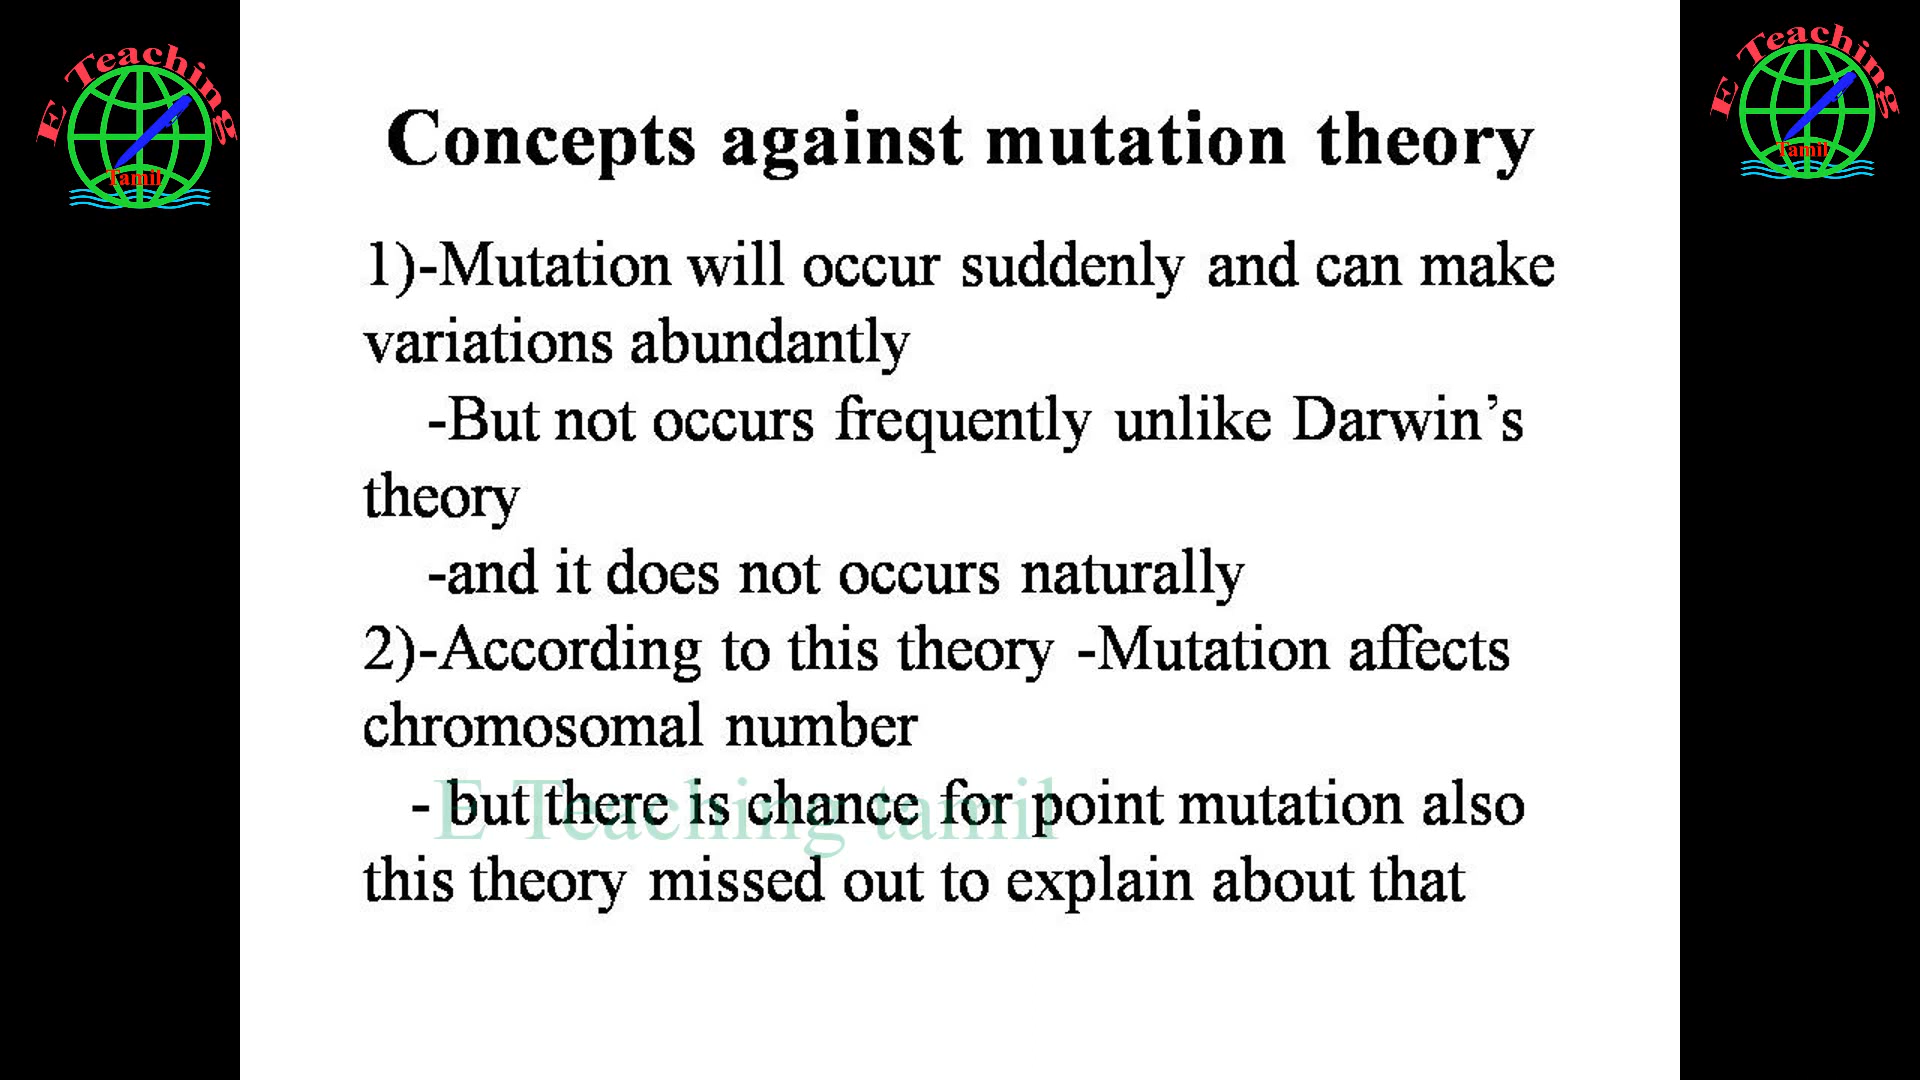 E Teaching
Tamil
E Teaching
Tamil
Concepts against mutation theory
1)-Mutation will occur suddenly and can make
variations abundantly
-But not occurs frequently unlike Darwin’s
theory
-and it does not occurs naturally
2)-According to this theory -Mutation affects
chromosomal number
- but there is chance for point mutation also
E Teaching tamil
this theory missed out to explain about that